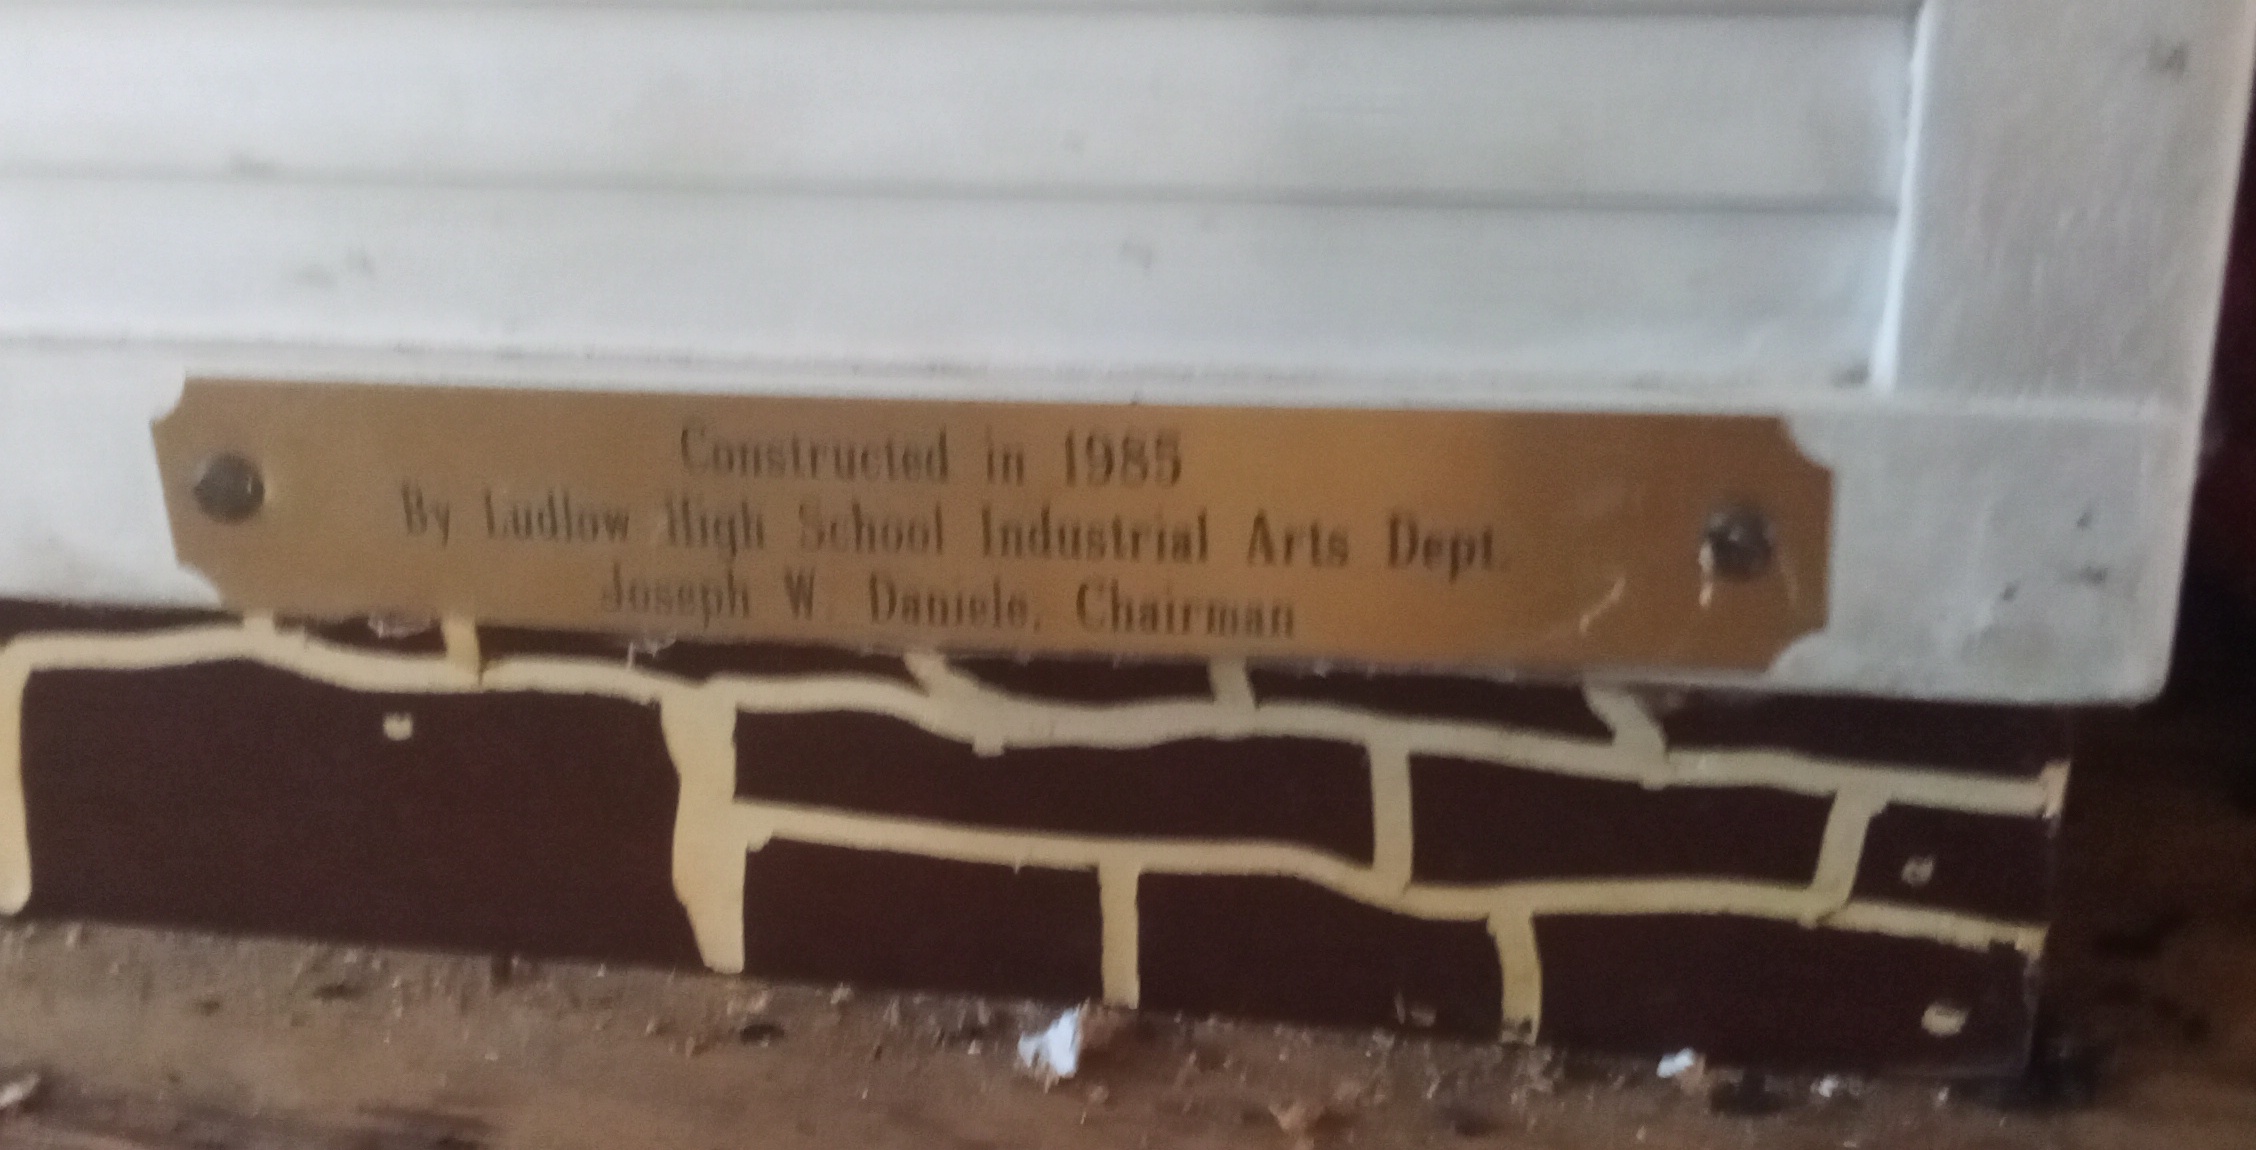 Constructed in 1985
By Ludlow High School Industrial Arts Dept.
Joseph W. Daniele, Chairman